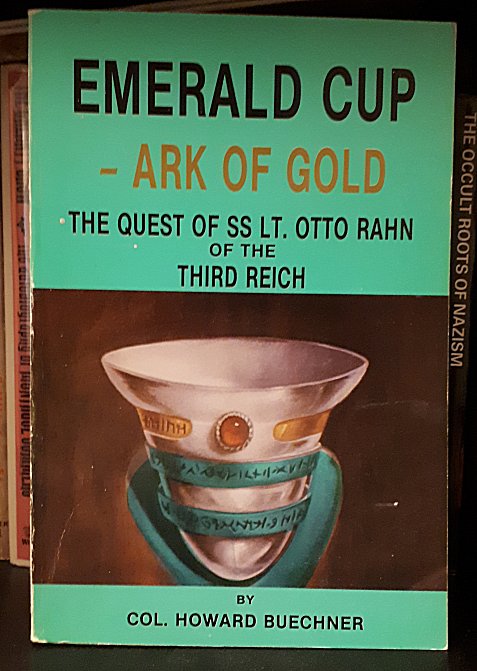 EMERALD CUP
– ARK OF GOLD
THE QUEST OF SS LT. OTTO RAHN
OF THE
THIRD REICH
BY
COL. HOWARD BUECHNER
THE OCCULT ROOTS OF NAZISM